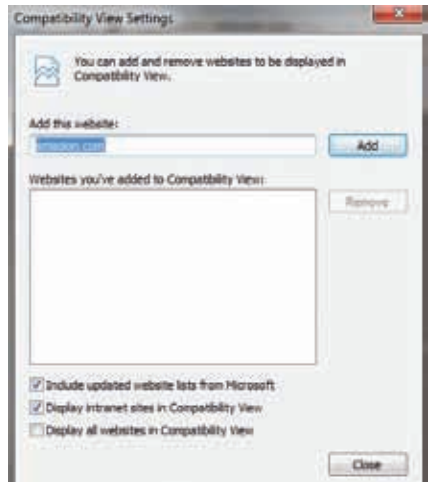 Compatibility View Settings
You can add and remove websites to be displayed in
Compatibility View.
Add this website:
Add
Websites you've added to Compatibility View:
Remove
Include updated website lists from Microsoft
Display intranet sites in Compatibility View
Display all websites in Compatibility View
Close